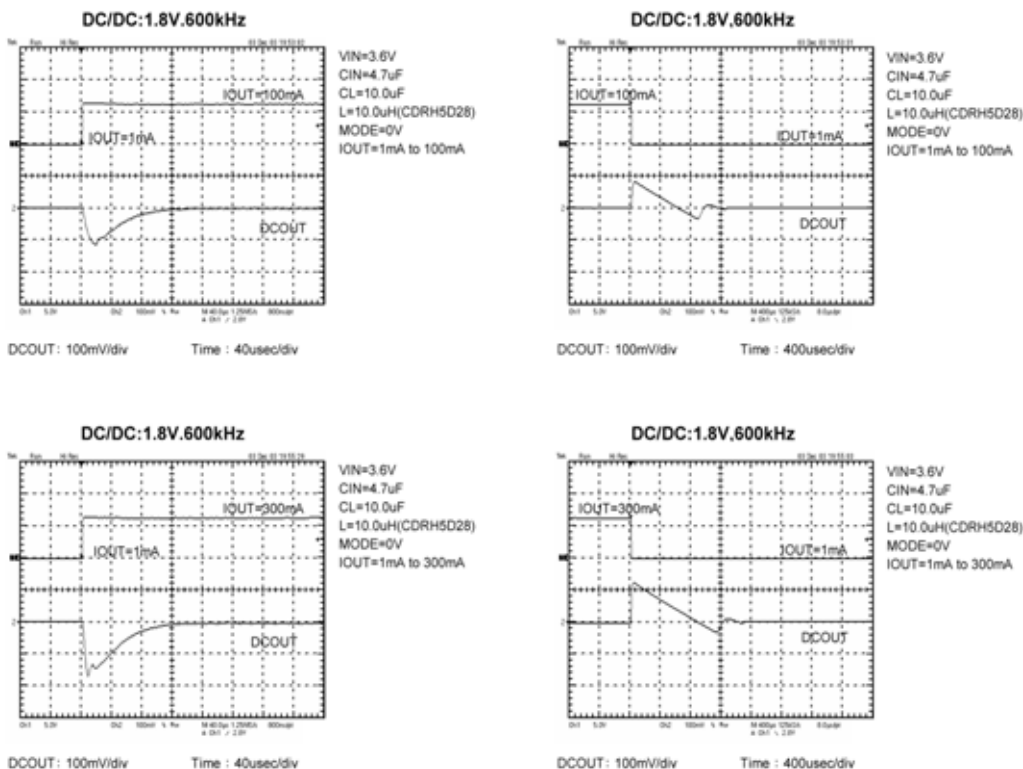 DC/DC:1.8V.600kHz
IOUT=100mA
IOUT=1mA
DCOUT
VIN=3.6V
CIN=4.7uF
CL=10.0uF
L=10.0uH(CDRH5D28)
MODE=0V
IOUT=1mA to 100mA
DCOUT: 100mV/div Time : 40usec/div
DC/DC:1.8V.600kHz
IOUT=100mA
IOUT=1mA
DCOUT
VIN=3.6V
CIN=4.7uF
CL=10.0uF
L=10.0uH(CDRH5D28)
MODE=0V
IOUT=1mA to 100mA
DCOUT: 100mV/div Time : 400usec/div
DC/DC:1.8V.600kHz
IOUT=300mA
IOUT=1mA
DCOUT
VIN=3.6V
CIN=4.7uF
CL=10.0uF
L=10.0uH(CDRH5D28)
MODE=0V
IOUT=1mA to 300mA
DCOUT: 100mV/div Time : 40usec/div
DC/DC:1.8V,600kHz
IOUT=300mA
IOUT=1mA
DCOUT
VIN=3.6V
CIN=4.7uF
CL=10.0uF
L=10.0uH(CDRH5D28)
MODE=0V
IOUT=1mA to 300mA
DCOUT: 100mV/div Time : 400usec/div